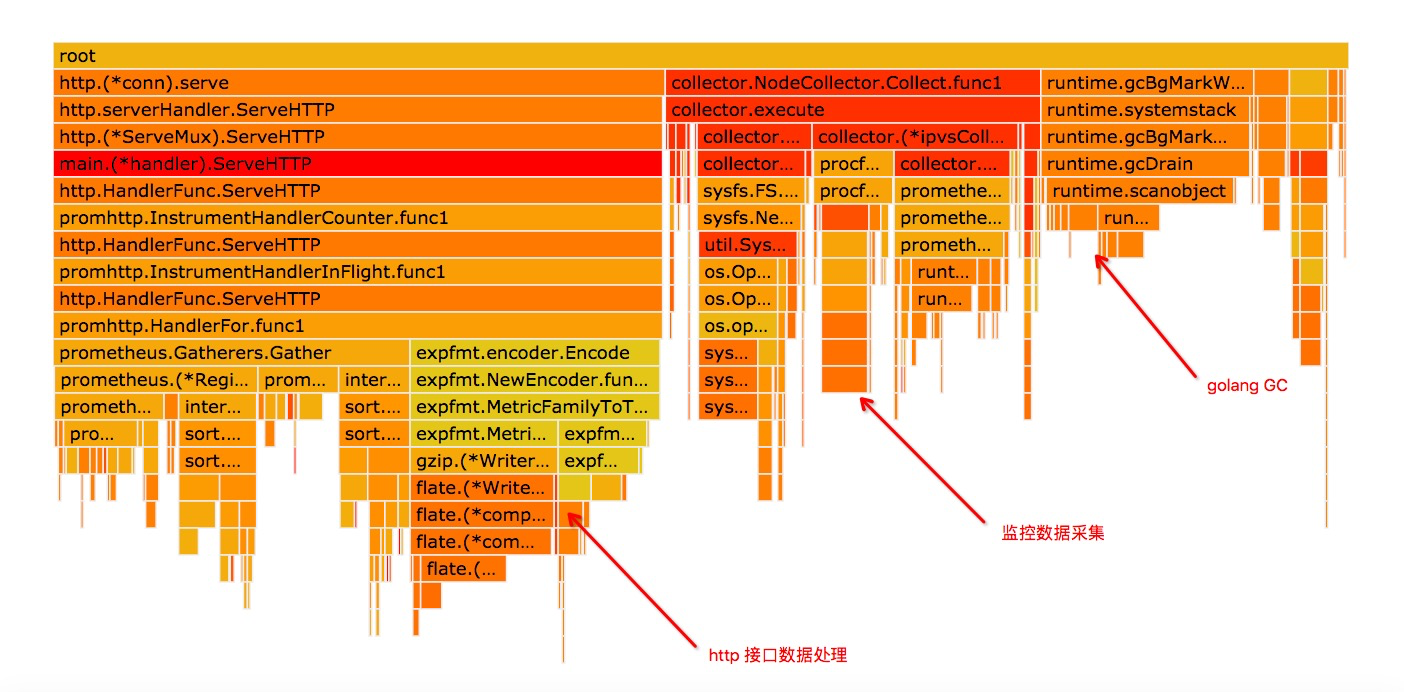 root
http.(*conn).serve collector.NodeCollector.Collect.func1 runtime.gcBgMarkW...
http.serverHandler.ServeHTTP collector.execute runtime.systemstack
http.(*ServeMux).ServeHTTP collector.... collector.(*ipvsColl... runtime.gcBgMark...
main.(*handler).ServeHTTP collector... procf... collector.... runtime.gcDrain
http.HandlerFunc.ServeHTTP sysfs.FS.... procf... promethe... runtime.scanobject
promhttp.InstrumentHandlerCounter.func1 sysfs.Ne... promethe... run...
http.HandlerFunc.ServeHTTP util.Sys... prometh...
promhttp.InstrumentHandlerInFlight.func1 os.Op... runt...
http.HandlerFunc.ServeHTTP os.Op... run...
promhttp.HandlerFor.func1 os.op...
prometheus.Gatherers.Gather expfmt.encoder.Encode sys...
prometheus.(*Regi... prom... inter... expfmt.NewEncoder.fun... sys...
golang GC
prometh... inter... sort.... expfmt.MetricFamilyToT... sys...
pro... sort.... sort.... expfmt.Metri... expfm...
sort.... gzip.(*Writer... expf...
flate.(*Write...
flate.(*comp...
监控数据采集
flate.(*com...
flate.(...
http 接口数据处理